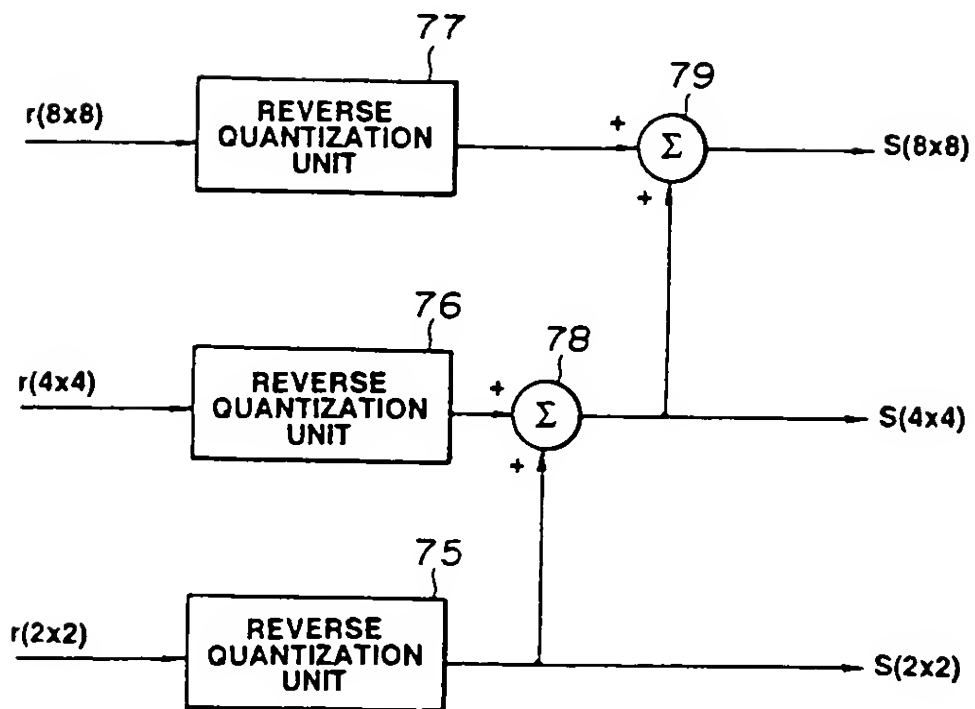 77
79
r(8x8)
REVERSE
QUANTIZATION
UNIT
+
Σ
S(8x8)
+
76
78
r(4x4)
REVERSE
QUANTIZATION
UNIT
+
Σ
S(4x4)
+
75
r(2x2)
REVERSE
QUANTIZATION
UNIT
S(2x2)